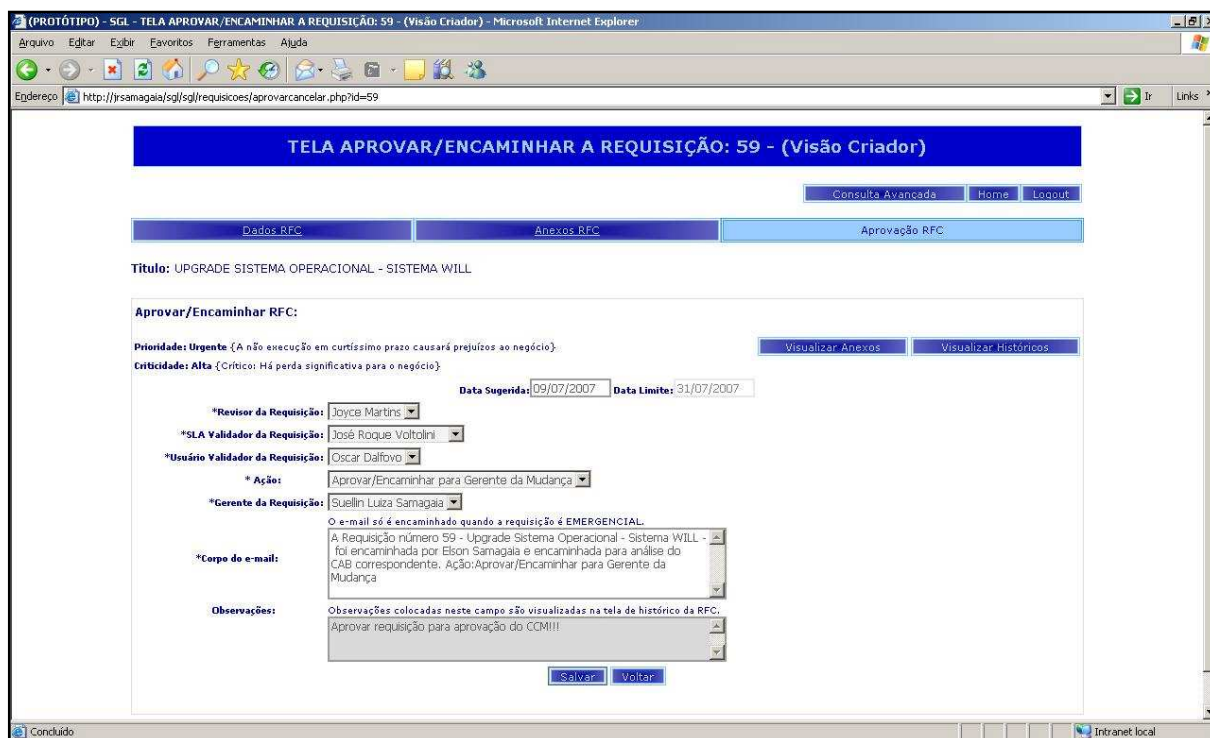 (PROTÓTIPO) - SGL - TELA APROVAR/ENCAMINHAR A REQUISIÇÃO: 59 - (Visão Criador) - Microsoft Internet Explorer
Arquivo Editar Exibir Favoritos Ferramentas Ajuda
Endereço http://jrsamagaia/sgl/sgl/requisicoes/aprovarcancelar.php?id=59 Ir Links
TELA APROVAR/ENCAMINHAR A REQUISIÇÃO: 59 - (Visão Criador)
Consulta Avançada Home Logout
Dados RFC Anexos RFC Aprovação RFC
Titulo: UPGRADE SISTEMA OPERACIONAL - SISTEMA WILL
Aprovar/Encaminhar RFC:
Prioridade: Urgente {A não execução em curtíssimo prazo causará prejuízos ao negócio}
Visualizar Anexos Visualizar Históricos
Criticidade: Alta {Crítico: Há perda significativa para o negócio}
Data Sugerida: 09/07/2007 Data Limite: 31/07/2007
*Revisor da Requisição: Joyce Martins
*SLA Validador da Requisição: José Roque Voltolini
*Usuário Validador da Requisição: Oscar Dalfovo
* Ação: Aprovar/Encaminhar para Gerente da Mudança
*Gerente da Requisição: Suellin Luiza Samagaia
O e-mail só é encaminhado quando a requisição é EMERGENCIAL.
*Corpo do e-mail:
A Requisição número 59 - Upgrade Sistema Operacional - Sistema WILL -
foi encaminhada por Elson Samagaia e encaminhada para análise do
CAB correspondente. Ação:Aprovar/Encaminhar para Gerente da
Mudança
Observações: Observações colocadas neste campo são visualizadas na tela de histórico da RFC.
Aprovar requisição para aprovação do CCM!!!
Salvar Voltar
Concluído Intranet local